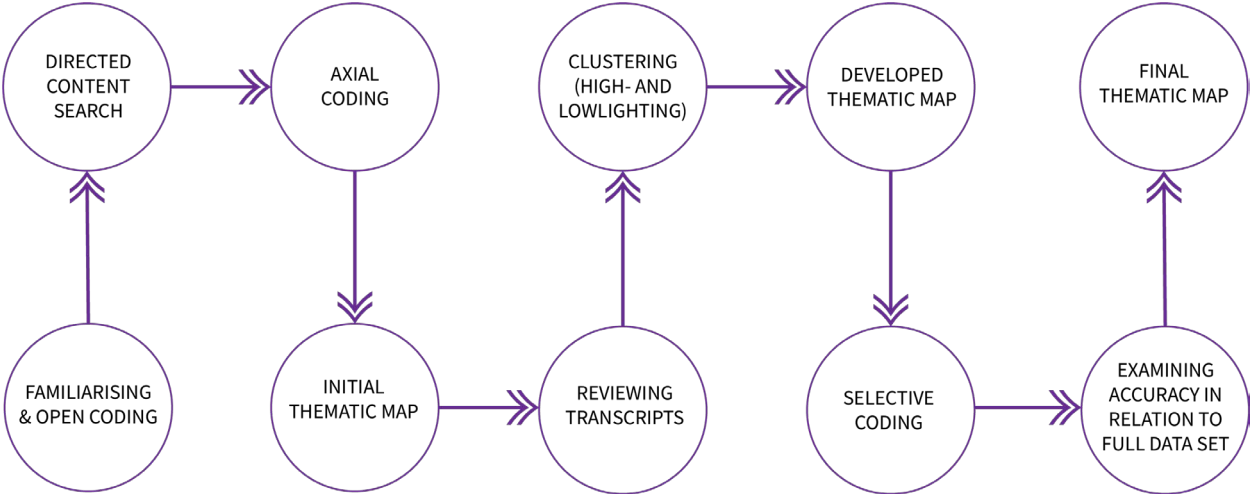 DIRECTED
CONTENT
SEARCH
AXIAL
CODING
CLUSTERING
(HIGH- AND
LOWLIGHTING)
DEVELOPED
THEMATIC MAP
FINAL
THEMATIC MAP
FAMILIARISING
& OPEN CODING
INITIAL
THEMATIC MAP
REVIEWING
TRANSCRIPTS
SELECTIVE
CODING
EXAMINING
ACCURACY IN
RELATION TO
FULL DATA SET